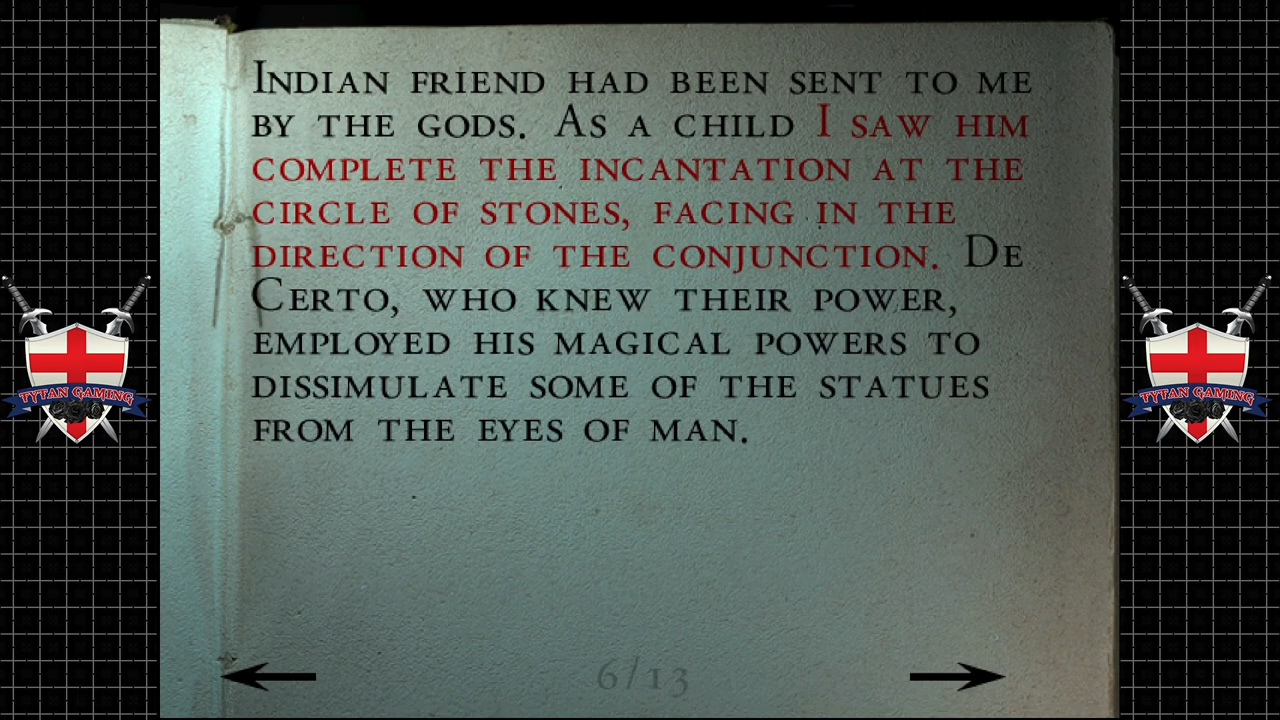 Indian friend had been sent to me
by the gods. As a child I saw him
complete the incantation at the
circle of stones, facing in the
direction of the conjunction. De
Certo, who knew their power,
employed his magical powers to
dissimulate some of the statues
from the eyes of man.
6/13
TYTAN GAMING
TYTAN GAMING